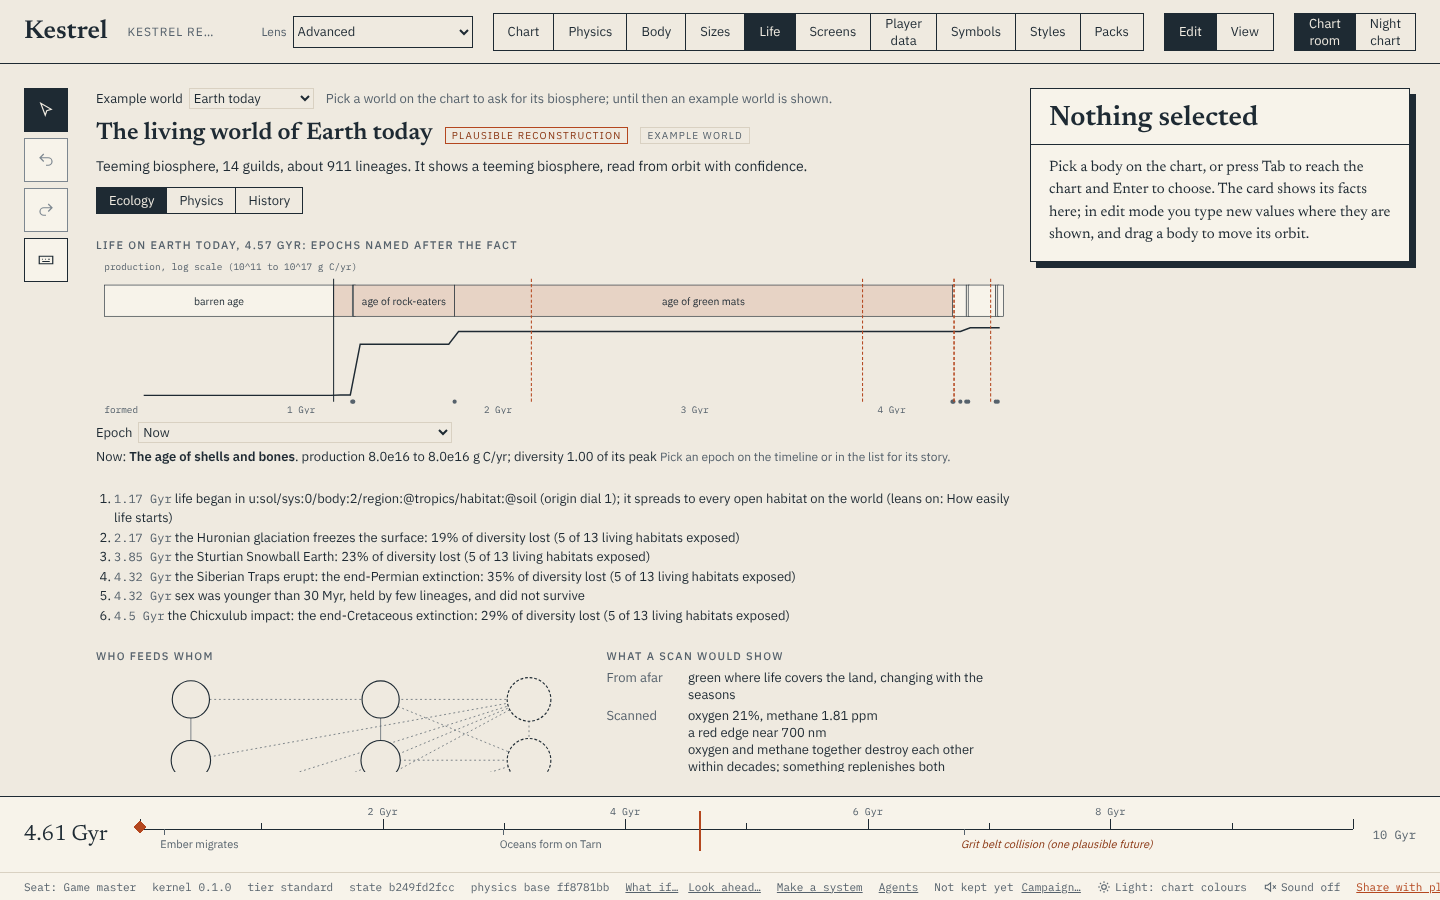 Kestrel
KESTREL RE…
Lens
Advanced
Chart
Physics
Body
Sizes
Life
Screens
Player data
Symbols
Styles
Packs
Edit
View
Chart room
Night chart
Example world
Earth today
Pick a world on the chart to ask for its biosphere; until then an example world is shown.
The living world of Earth today
PLAUSIBLE RECONSTRUCTION
EXAMPLE WORLD
Teeming biosphere, 14 guilds, about 911 lineages. It shows a teeming biosphere, read from orbit with confidence.
Ecology
Physics
History
LIFE ON EARTH TODAY, 4.57 GYR: EPOCHS NAMED AFTER THE FACT
production, log scale (10^11 to 10^17 g C/yr)
barren age
age of rock-eaters
age of green mats
formed
1 Gyr
2 Gyr
3 Gyr
4 Gyr
Epoch
Now
Now: The age of shells and bones. production 8.0e16 to 8.0e16 g C/yr; diversity 1.00 of its peak Pick an epoch on the timeline or in the list for its story.
1. 1.17 Gyr life began in u:sol/sys:0/body:2/region:@tropics/habitat:@soil (origin dial 1); it spreads to every open habitat on the world (leans on: How easily
life starts)
2. 2.17 Gyr the Huronian glaciation freezes the surface: 19% of diversity lost (5 of 13 living habitats exposed)
3. 3.85 Gyr the Sturtian Snowball Earth: 23% of diversity lost (5 of 13 living habitats exposed)
4. 4.32 Gyr the Siberian Traps erupt: the end-Permian extinction: 35% of diversity lost (5 of 13 living habitats exposed)
5. 4.32 Gyr sex was younger than 30 Myr, held by few lineages, and did not survive
6. 4.5 Gyr the Chicxulub impact: the end-Cretaceous extinction: 29% of diversity lost (5 of 13 living habitats exposed)
WHO FEEDS WHOM
WHAT A SCAN WOULD SHOW
From afar
green where life covers the land, changing with the
seasons
Scanned
oxygen 21%, methane 1.81 ppm
a red edge near 700 nm
oxygen and methane together destroy each other
within decades; something replenishes both
Nothing selected
Pick a body on the chart, or press Tab to reach the
chart and Enter to choose. The card shows its facts
here; in edit mode you type new values where they are
shown, and drag a body to move its orbit.
4.61 Gyr
2 Gyr
4 Gyr
6 Gyr
8 Gyr
10 Gyr
Ember migrates
Oceans form on Tarn
Grit belt collision (one plausible future)
Seat: Game master
kernel 0.1.0
tier standard
state b249fd2fcc
physics base ff8781bb
What if…
Look ahead…
Make a system
Agents
Not kept yet
Campaign…
Light: chart colours
Sound off
Share with pl